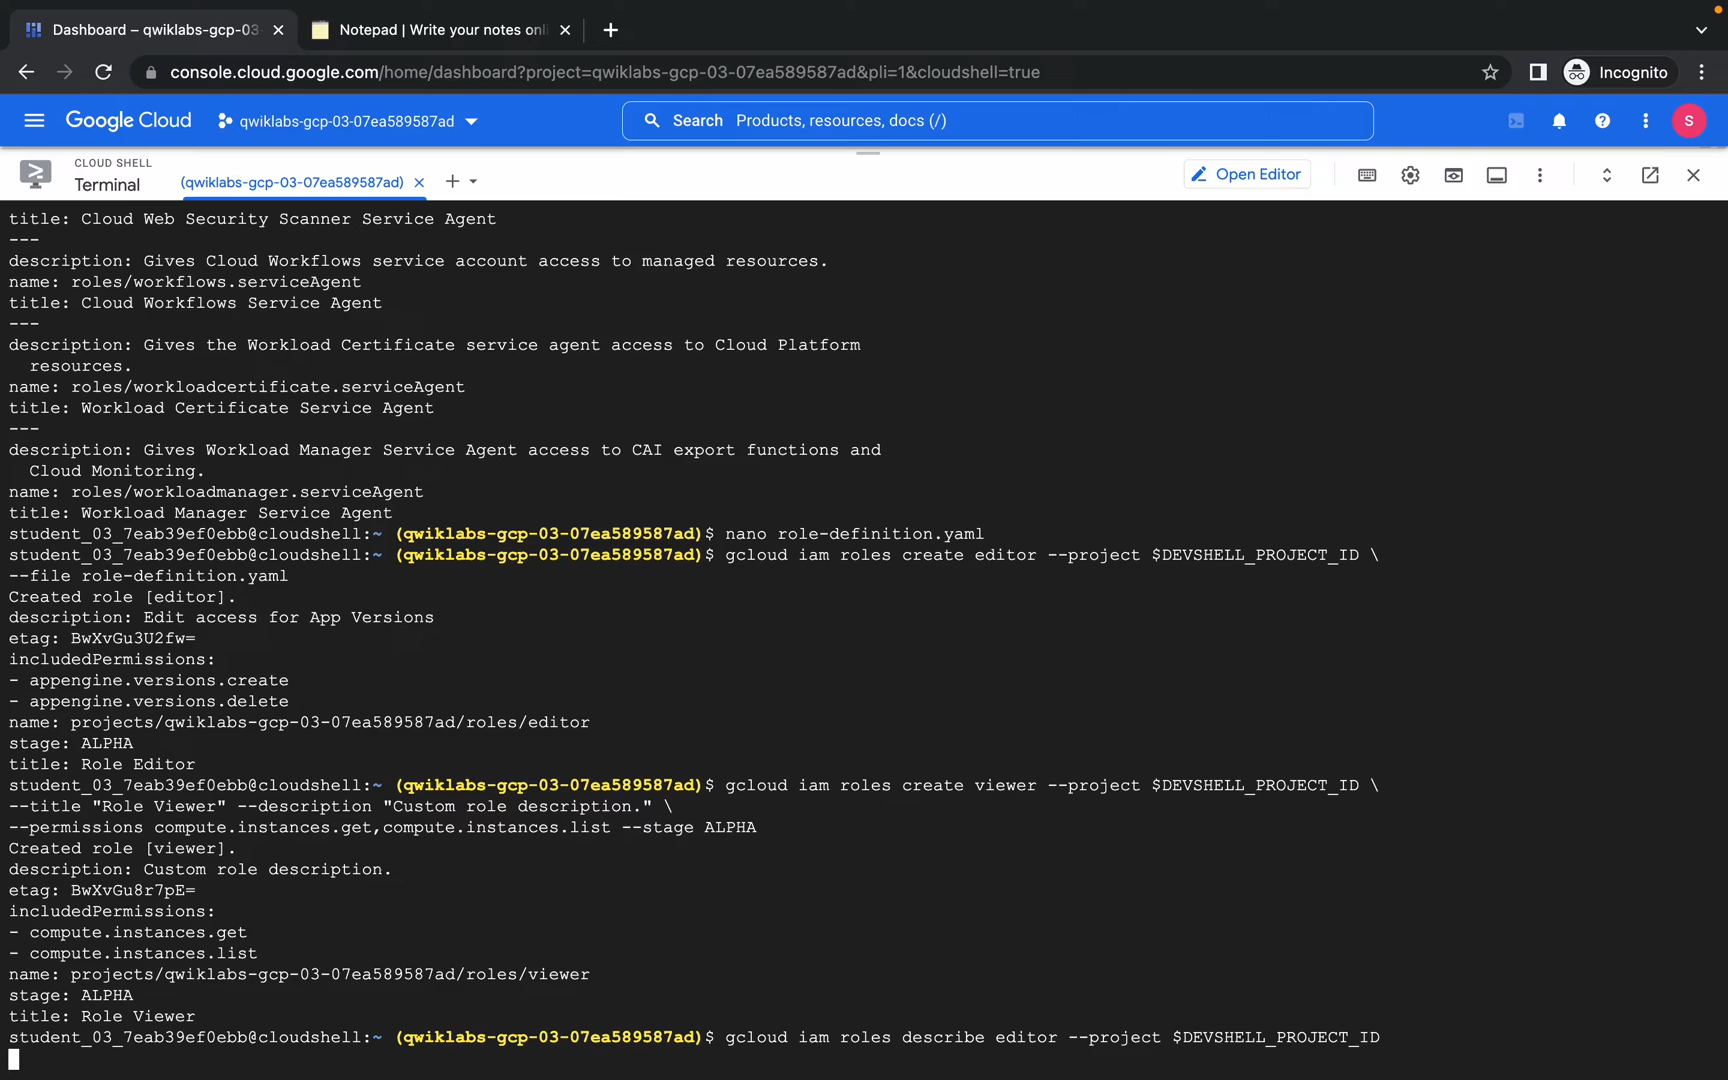 Dashboard – qwiklabs-gcp-03-
Notepad | Write your notes onli
console.cloud.google.com/home/dashboard?project=qwiklabs-gcp-03-07ea589587ad&pli=1&cloudshell=true
Incognito
Google Cloud
qwiklabs-gcp-03-07ea589587ad
Search Products, resources, docs (/)
S
CLOUD SHELL
Terminal
(qwiklabs-gcp-03-07ea589587ad)
Open Editor
title: Cloud Web Security Scanner Service Agent
---
description: Gives Cloud Workflows service account access to managed resources.
name: roles/workflows.serviceAgent
title: Cloud Workflows Service Agent
---
description: Gives the Workload Certificate service agent access to Cloud Platform
resources.
name: roles/workloadcertificate.serviceAgent
title: Workload Certificate Service Agent
---
description: Gives Workload Manager Service Agent access to CAI export functions and
Cloud Monitoring.
name: roles/workloadmanager.serviceAgent
title: Workload Manager Service Agent
student_03_7eab39ef0ebb@cloudshell:~ (qwiklabs-gcp-03-07ea589587ad)$ nano role-definition.yaml
student_03_7eab39ef0ebb@cloudshell:~ (qwiklabs-gcp-03-07ea589587ad)$ gcloud iam roles create editor --project $DEVSHELL_PROJECT_ID \
--file role-definition.yaml
Created role [editor].
description: Edit access for App Versions
etag: BwXvGu3U2fw=
includedPermissions:
- appengine.versions.create
- appengine.versions.delete
name: projects/qwiklabs-gcp-03-07ea589587ad/roles/editor
stage: ALPHA
title: Role Editor
student_03_7eab39ef0ebb@cloudshell:~ (qwiklabs-gcp-03-07ea589587ad)$ gcloud iam roles create viewer --project $DEVSHELL_PROJECT_ID \
--title "Role Viewer" --description "Custom role description." \
--permissions compute.instances.get,compute.instances.list --stage ALPHA
Created role [viewer].
description: Custom role description.
etag: BwXvGu8r7pE=
includedPermissions:
- compute.instances.get
- compute.instances.list
name: projects/qwiklabs-gcp-03-07ea589587ad/roles/viewer
stage: ALPHA
title: Role Viewer
student_03_7eab39ef0ebb@cloudshell:~ (qwiklabs-gcp-03-07ea589587ad)$ gcloud iam roles describe editor --project $DEVSHELL_PROJECT_ID